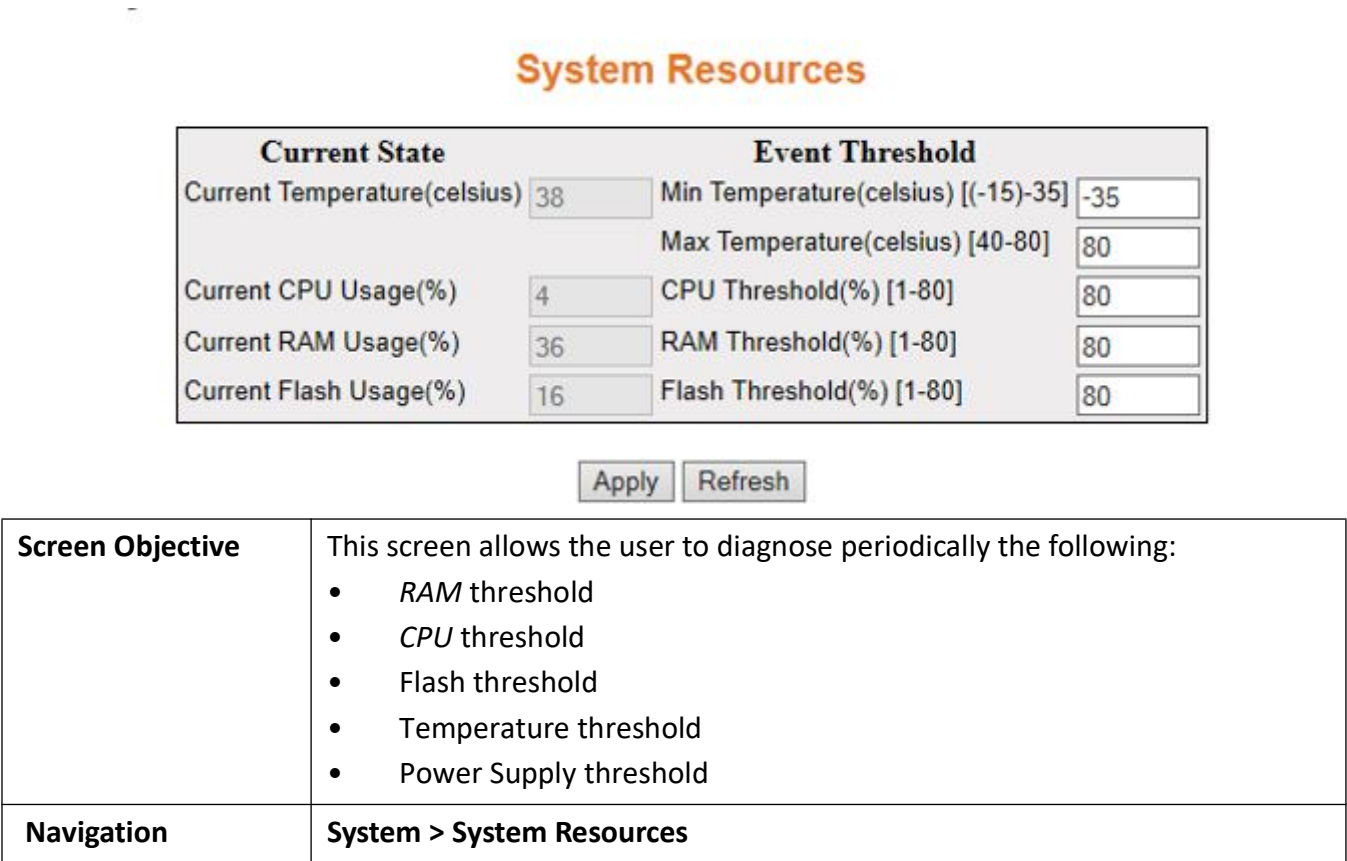 System Resources
Current State Event Threshold
Current Temperature(celsius) 38 Min Temperature(celsius) [(-15)-35] -35
Max Temperature(celsius) [40-80] 80
Current CPU Usage(%) 4 CPU Threshold(%) [1-80] 80
Current RAM Usage(%) 36 RAM Threshold(%) [1-80] 80
Current Flash Usage(%) 16 Flash Threshold(%) [1-80] 80
Apply Refresh
Screen Objective This screen allows the user to diagnose periodically the following:
• RAM threshold
• CPU threshold
• Flash threshold
• Temperature threshold
• Power Supply threshold
Navigation System > System Resources